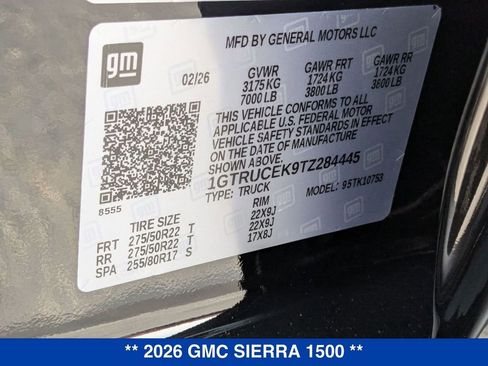 gm
MFD BY GENERAL MOTORS LLC
02/26
GVWR GAWR FRT GAWR RR
3175 KG 1724 KG 1724 KG
7000 LB 3800 LB 3800 LB
THIS VEHICLE CONFORMS TO ALL
APPLICABLE U.S. FEDERAL MOTOR
VEHICLE SAFETY STANDARDS IN EFFECT
ON THE DATE OF MANUFACTURE
SHOWN ABOVE.
1GTRUCEK9TZ284445
TYPE: TRUCK MODEL: 95TK10753
8555
TIRE SIZE RIM
FRT 275/50R22 T 22X9J
RR 275/50R22 T 22X9J
SPA 255/80R17 S 17X8J
** 2026 GMC SIERRA 1500 **